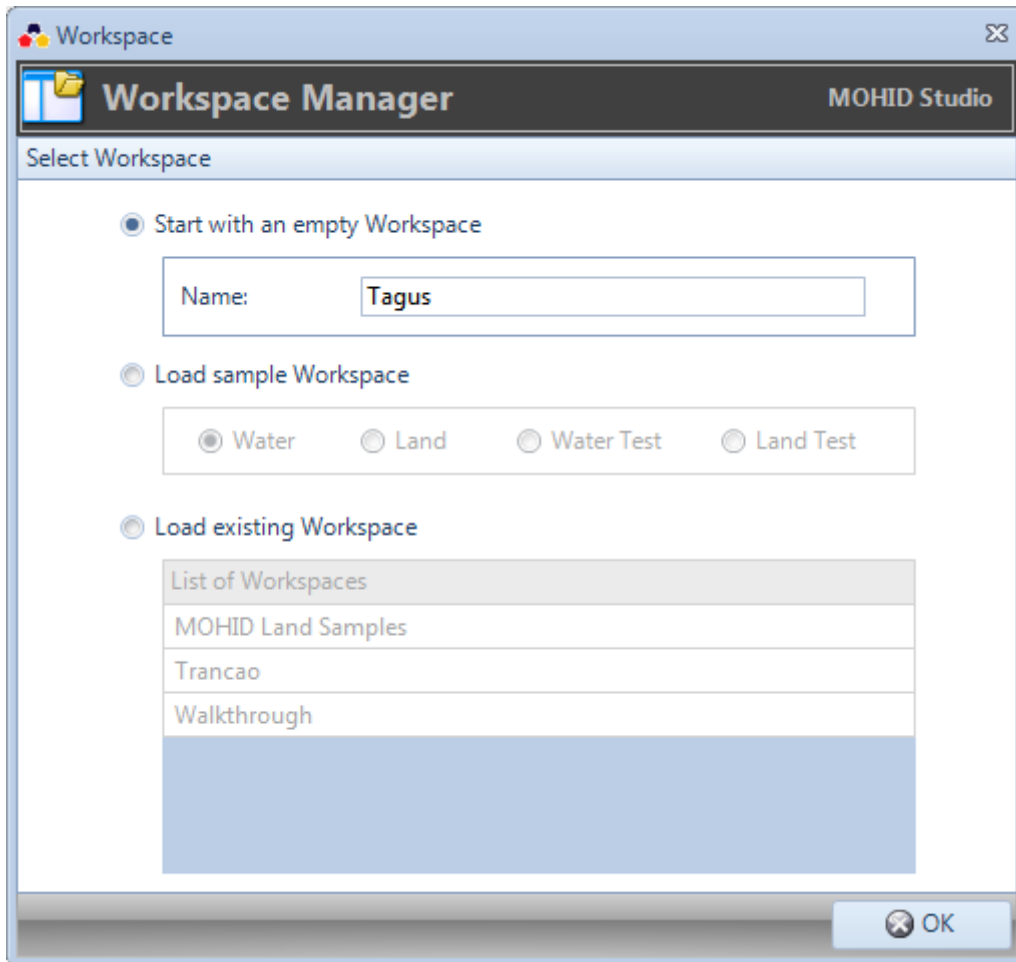 Workspace
Workspace Manager MOHID Studio
Select Workspace
Start with an empty Workspace
Name: Tagus
Load sample Workspace
Water Land Water Test Land Test
Load existing Workspace
List of Workspaces
MOHID Land Samples
Trancao
Walkthrough
OK